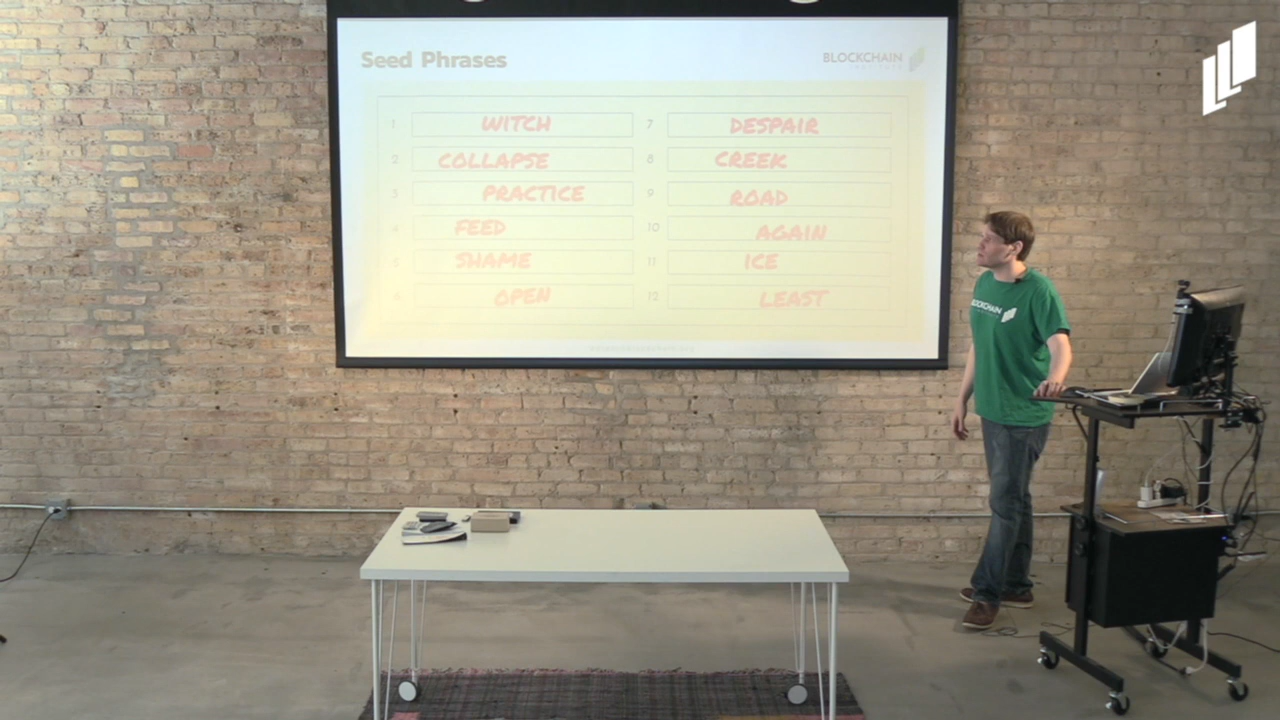 Seed Phrases
BLOCKCHAIN
INSTITUTE
1 WITCH
2 COLLAPSE
3 PRACTICE
4 FEED
5 SHAME
6 OPEN
7 DESPAIR
8 CREEK
9 ROAD
10 AGAIN
11 ICE
12 LEAST
BLOCKCHAIN